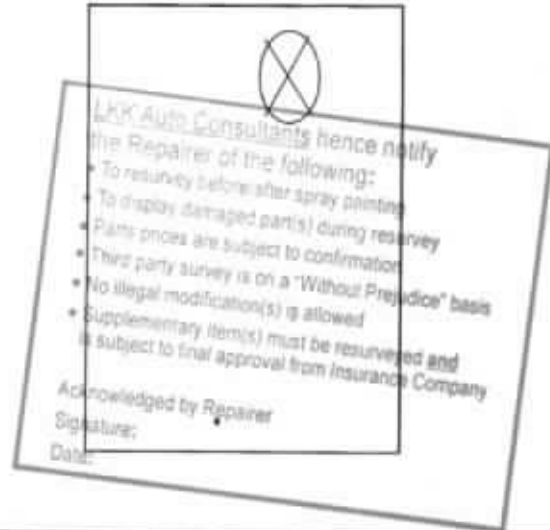 LKK Auto Consultants hence notify
the Repairer of the following:
• To resurvey before after spray painting
• To display damaged part(s) during resurvey
• Parts prices are subject to confirmation
• Third party survey is on a "Without Prejudice" basis
• No illegal modification(s) is allowed
• Supplementary item(s) must be resurveyed and
is subject to final approval from Insurance Company
Acknowledged by Repairer
Signature:
Date: